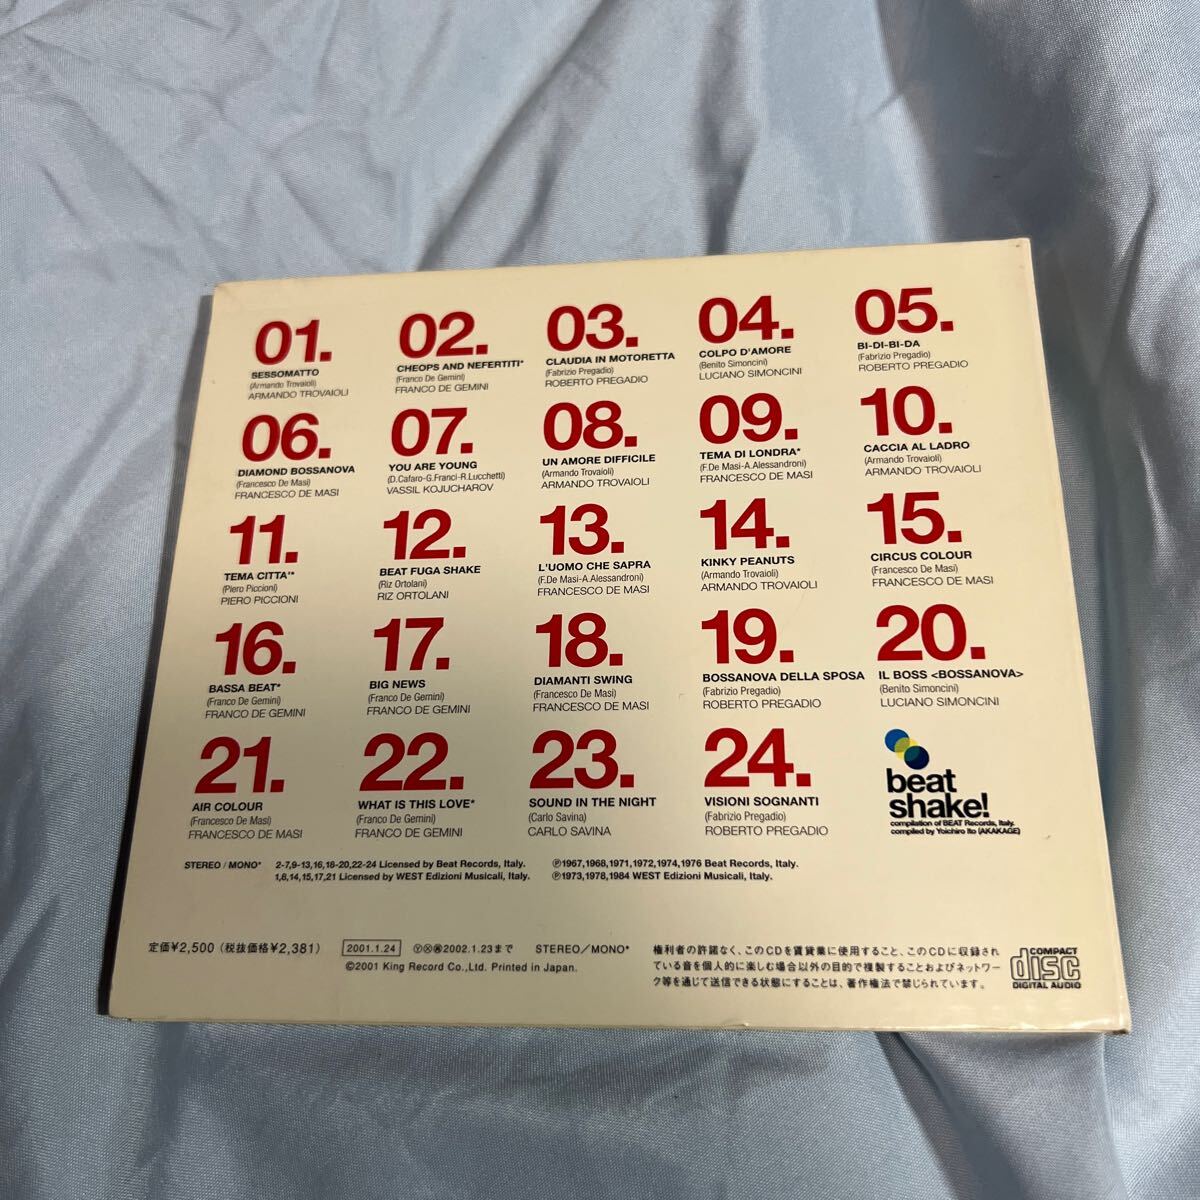 01.
SESSOMATTO
(Armando Trovaioli)
ARMANDO TROVAIOLI
02.
CHEOPS AND NEFERTITI*
(Franco De Gemini)
FRANCO DE GEMINI
03.
CLAUDIA IN MOTORETTA
(Fabrizio Pregadio)
ROBERTO PREGADIO
04.
COLPO D'AMORE
(Benito Simoncini)
LUCIANO SIMONCINI
05.
BI-DI-BI-DA
(Fabrizio Pregadio)
ROBERTO PREGADIO
06.
DIAMOND BOSSANOVA
(Francesco De Masi)
FRANCESCO DE MASI
07.
YOU ARE YOUNG
(D.Cafaro-G.Franci-R.Lucchetti)
VASSIL KOJUCHAROV
08.
UN AMORE DIFFICILE
(Armando Trovaioli)
ARMANDO TROVAIOLI
09.
TEMA DI LONDRA*
(F.De Masi-A.Alessandroni)
FRANCESCO DE MASI
10.
CACCIA AL LADRO
(Armando Trovaioli)
ARMANDO TROVAIOLI
11.
TEMA CITTA'*
(Piero Piccioni)
PIERO PICCIONI
12.
BEAT FUGA SHAKE
(Riz Ortolani)
RIZ ORTOLANI
13.
L'UOMO CHE SAPRA
(F.De Masi-A.Alessandroni)
FRANCESCO DE MASI
14.
KINKY PEANUTS
(Armando Trovaioli)
ARMANDO TROVAIOLI
15.
CIRCUS COLOUR
(Francesco De Masi)
FRANCESCO DE MASI
16.
BASSA BEAT*
(Franco De Gemini)
FRANCO DE GEMINI
17.
BIG NEWS
(Franco De Gemini)
FRANCO DE GEMINI
18.
DIAMANTI SWING
(Francesco De Masi)
FRANCESCO DE MASI
19.
BOSSANOVA DELLA SPOSA
(Fabrizio Pregadio)
ROBERTO PREGADIO
20.
IL BOSS <BOSSANOVA>
(Benito Simoncini)
LUCIANO SIMONCINI
21.
AIR COLOUR
(Francesco De Masi)
FRANCESCO DE MASI
22.
WHAT IS THIS LOVE*
(Franco De Gemini)
FRANCO DE GEMINI
23.
SOUND IN THE NIGHT
(Carlo Savina)
CARLO SAVINA
24.
VISIONI SOGNANTI
(Fabrizio Pregadio)
ROBERTO PREGADIO
beat
shake!
compilation of BEAT Records, Italy.
compiled by Yoichiro Ito (AKAKAGE)
STEREO / MONO* 2-7,9-13,16,18-20,22-24 Licensed by Beat Records, Italy. ℗1967,1968,1971,1972,1974,1976 Beat Records, Italy.
1,8,14,15,17,21 Licensed by WEST Edizioni Musicali, Italy. ℗1973,1978,1984 WEST Edizioni Musicali, Italy.
定価¥2,500 (税抜価格¥2,381) 2001.1.24 Ⓨ Ⓧ 2002.1.23まで STEREO/MONO*
©2001 King Record Co.,Ltd. Printed in Japan.
権利者の許諾なく、このCDを賃貸業に使用すること、このCDに収録され
ている音を個人的に楽しむ場合以外の目的で複製することおよびネットワー
ク等を通じて送信できる状態にすることは、著作権法で禁じられています。
COMPACT
disc
DIGITAL AUDIO